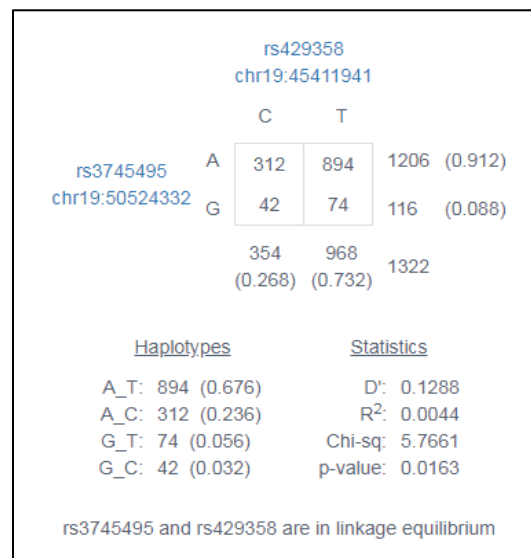 rs429358
chr19:45411941
C T
rs3745495
chr19:50524332
A 312 894 1206 (0.912)
G 42 74 116 (0.088)
354 968 1322
(0.268) (0.732)
Haplotypes Statistics
A_T: 894 (0.676) D': 0.1288
A_C: 312 (0.236) R²: 0.0044
G_T: 74 (0.056) Chi-sq: 5.7661
G_C: 42 (0.032) p-value: 0.0163
rs3745495 and rs429358 are in linkage equilibrium